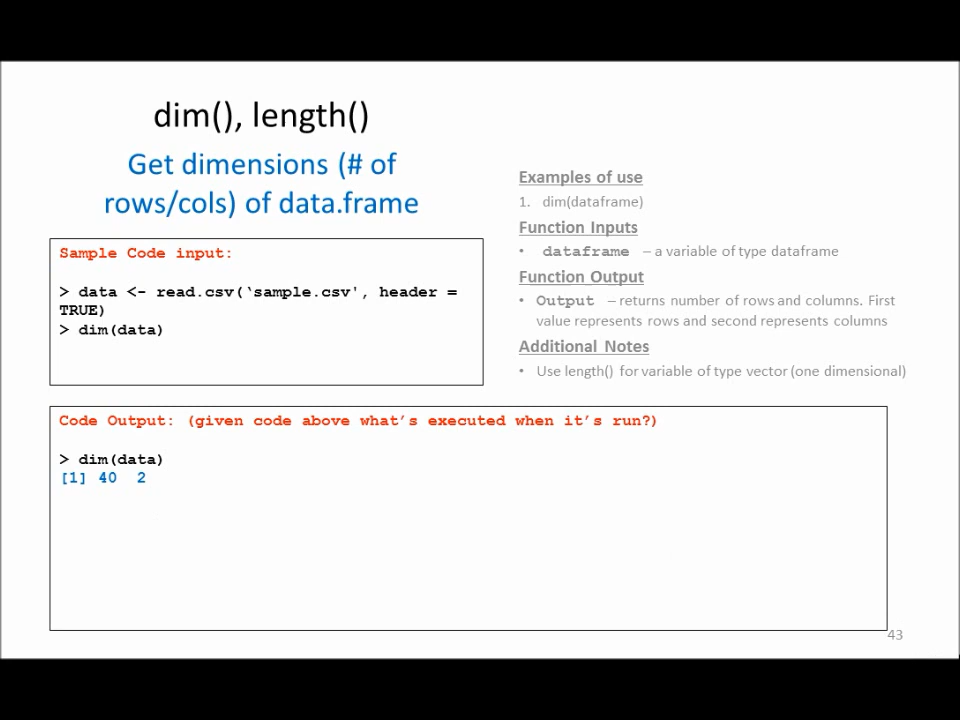 dim(), length()
Get dimensions (# of
rows/cols) of data.frame
Sample Code input:
> data <- read.csv(‘sample.csv', header =
TRUE)
> dim(data)
Examples of use
1. dim(dataframe)
Function Inputs
• dataframe – a variable of type dataframe
Function Output
• Output – returns number of rows and columns. First
value represents rows and second represents columns
Additional Notes
• Use length() for variable of type vector (one dimensional)
Code Output: (given code above what’s executed when it’s run?)
> dim(data)
[1] 40 2
43